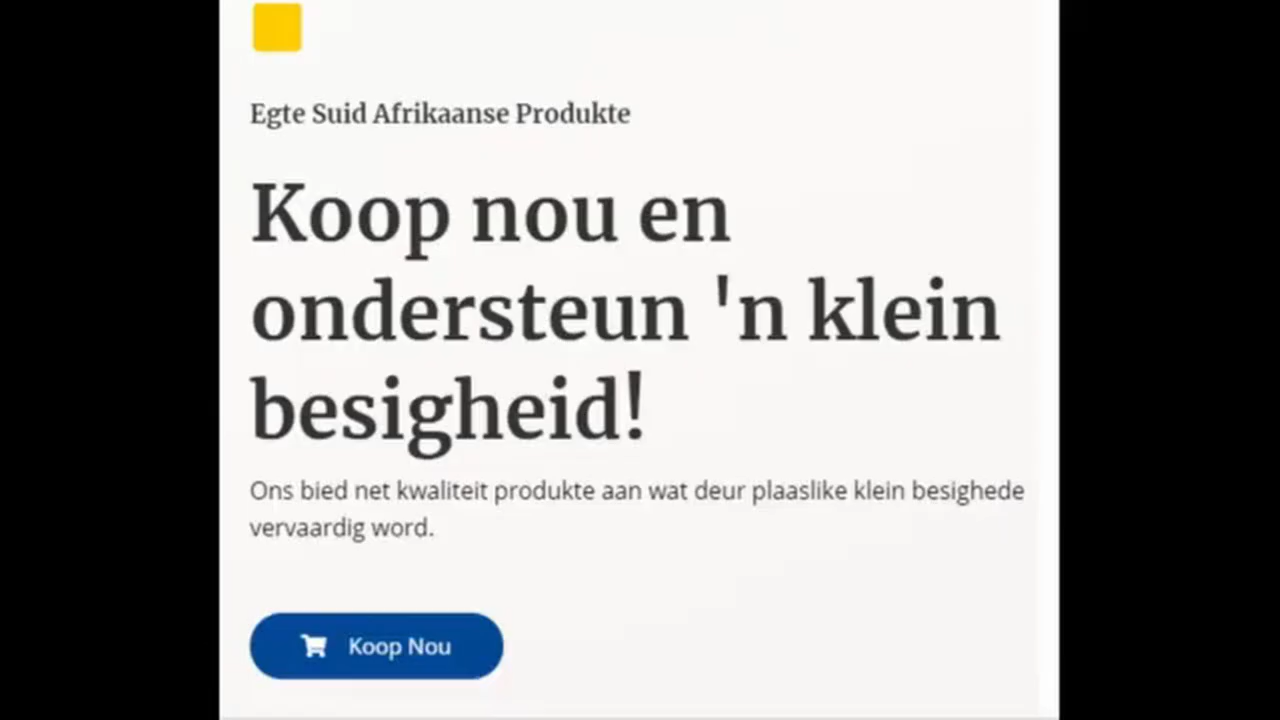 Egte Suid Afrikaanse Produkte
Koop nou en
ondersteun 'n klein
besigheid!
Ons bied net kwaliteit produkte aan wat deur plaaslike klein besighede
vervaardig word.
Koop Nou